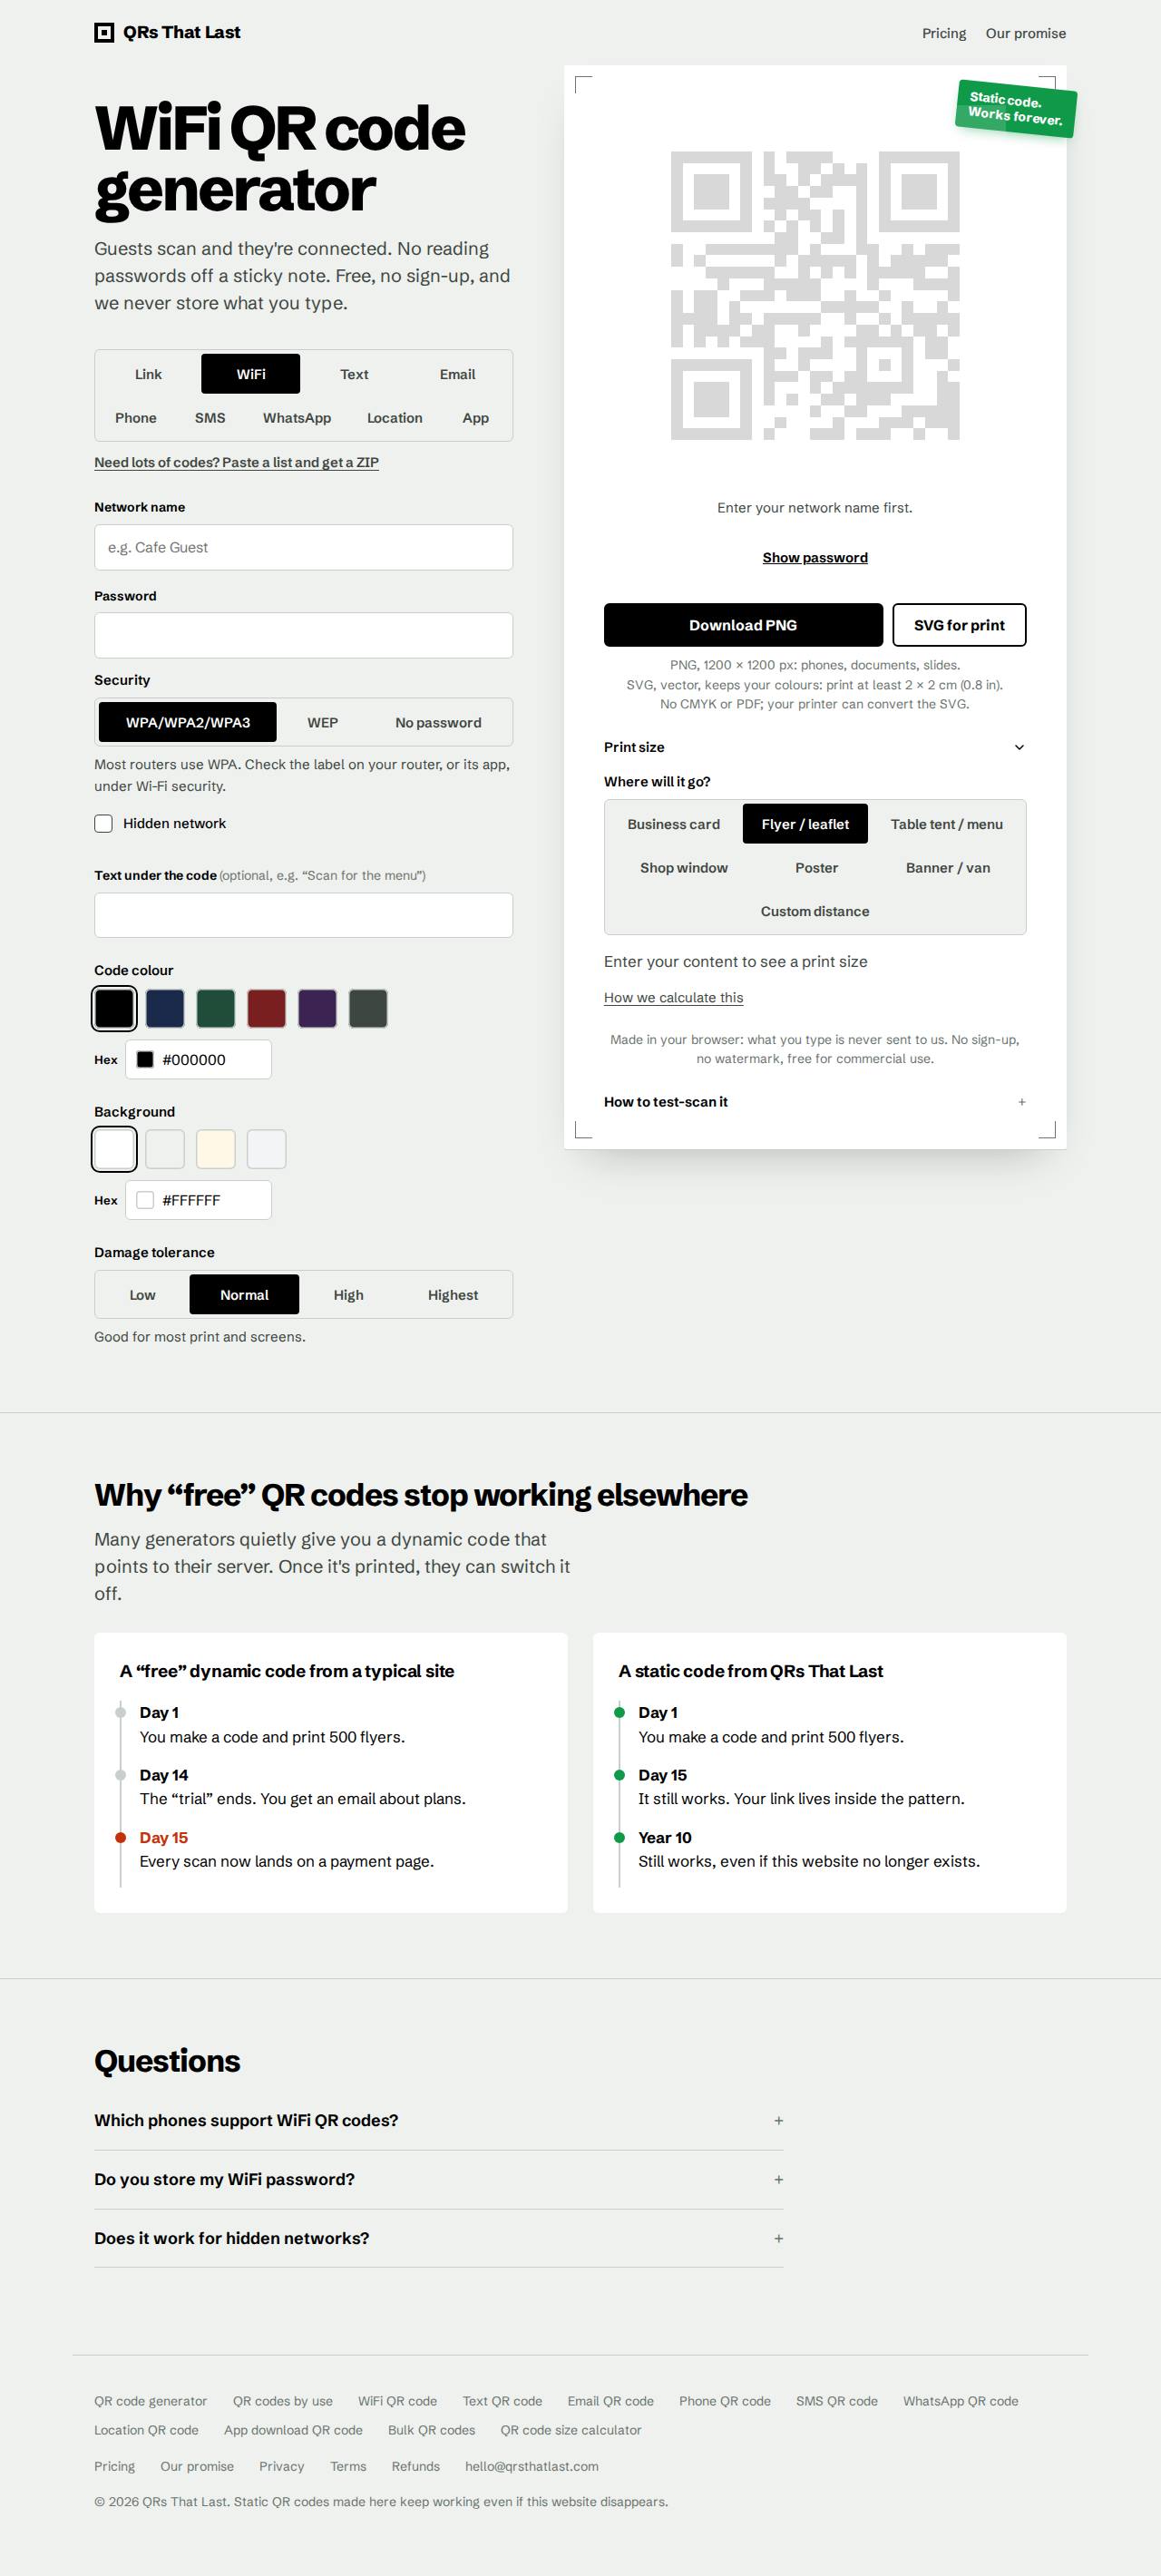 QRs That Last
Pricing
Our promise
WiFi QR code
generator
Guests scan and they're connected. No reading
passwords off a sticky note. Free, no sign-up, and
we never store what you type.
Link
WiFi
Text
Email
Phone
SMS
WhatsApp
Location
App
Need lots of codes? Paste a list and get a ZIP
Network name
e.g. Cafe Guest
Password
Security
WPA/WPA2/WPA3
WEP
No password
Most routers use WPA. Check the label on your router, or its app,
under Wi-Fi security.
Hidden network
Text under the code (optional, e.g. “Scan for the menu”)
Code colour
Hex
#000000
Background
Hex
#FFFFFF
Damage tolerance
Low
Normal
High
Highest
Good for most print and screens.
Static code.
Works forever.
Enter your network name first.
Show password
Download PNG
SVG for print
PNG, 1200 × 1200 px: phones, documents, slides.
SVG, vector, keeps your colours: print at least 2 × 2 cm (0.8 in).
No CMYK or PDF; your printer can convert the SVG.
Print size
Where will it go?
Business card
Flyer / leaflet
Table tent / menu
Shop window
Poster
Banner / van
Custom distance
Enter your content to see a print size
How we calculate this
Made in your browser: what you type is never sent to us. No sign-up,
no watermark, free for commercial use.
How to test-scan it
+
Why “free” QR codes stop working elsewhere
Many generators quietly give you a dynamic code that
points to their server. Once it's printed, they can switch it
off.
A “free” dynamic code from a typical site
Day 1
You make a code and print 500 flyers.
Day 14
The “trial” ends. You get an email about plans.
Day 15
Every scan now lands on a payment page.
A static code from QRs That Last
Day 1
You make a code and print 500 flyers.
Day 15
It still works. Your link lives inside the pattern.
Year 10
Still works, even if this website no longer exists.
Questions
Which phones support WiFi QR codes?
+
Do you store my WiFi password?
+
Does it work for hidden networks?
+
QR code generator
QR codes by use
WiFi QR code
Text QR code
Email QR code
Phone QR code
SMS QR code
WhatsApp QR code
Location QR code
App download QR code
Bulk QR codes
QR code size calculator
Pricing
Our promise
Privacy
Terms
Refunds
hello@qrsthatlast.com
© 2026 QRs That Last. Static QR codes made here keep working even if this website disappears.